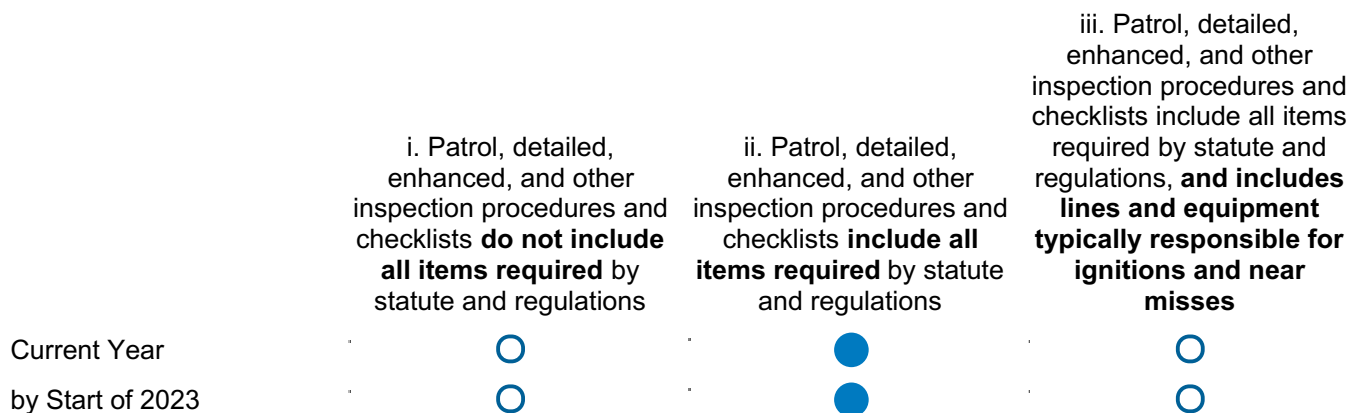 i. Patrol, detailed,
enhanced, and other
inspection procedures and
checklists do not include
all items required by
statute and regulations
ii. Patrol, detailed,
enhanced, and other
inspection procedures and
checklists include all
items required by statute
and regulations
iii. Patrol, detailed,
enhanced, and other
inspection procedures and
checklists include all items
required by statute and
regulations, and includes
lines and equipment
typically responsible for
ignitions and near
misses
Current Year
by Start of 2023